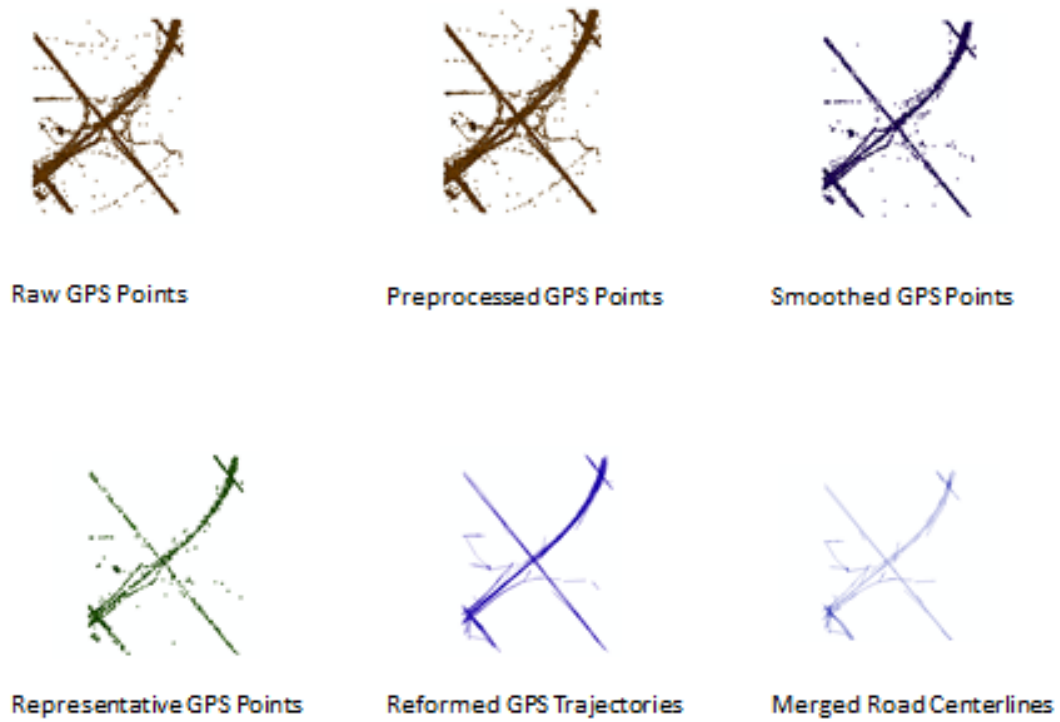 Raw GPS Points
Preprocessed GPS Points
Smoothed GPS Points
Representative GPS Points
Reformed GPS Trajectories
Merged Road Centerlines